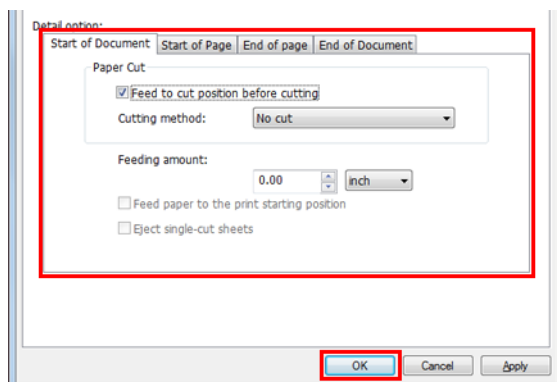 Detail option:
Start of Document Start of Page End of page End of Document
Paper Cut
Feed to cut position before cutting
Cutting method: No cut
Feeding amount:
0.00 inch
Feed paper to the print starting position
Eject single-cut sheets
OK Cancel Apply